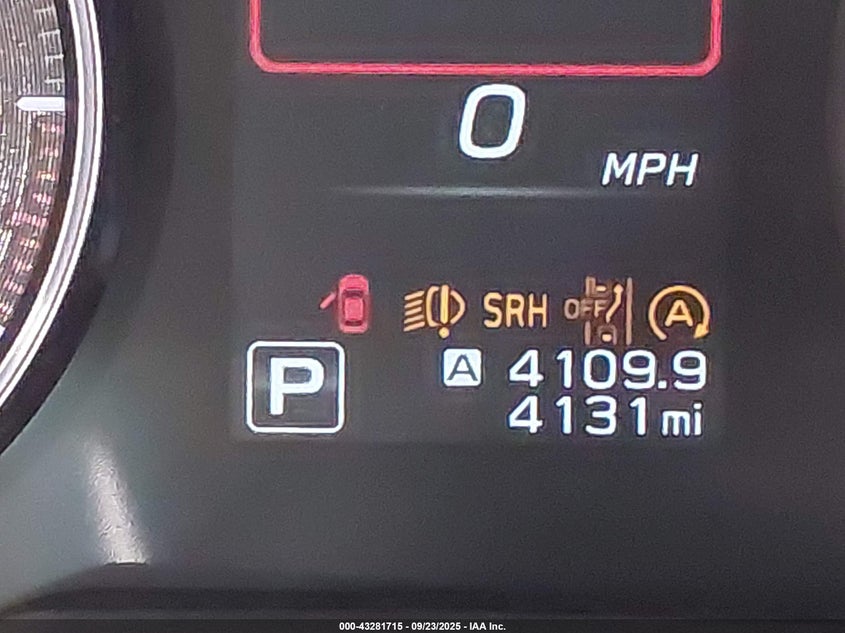 0
MPH
SRH OFF A
P A 4109.9
4131 mi
000-43281715 - 09/23/2025 - IAA Inc.